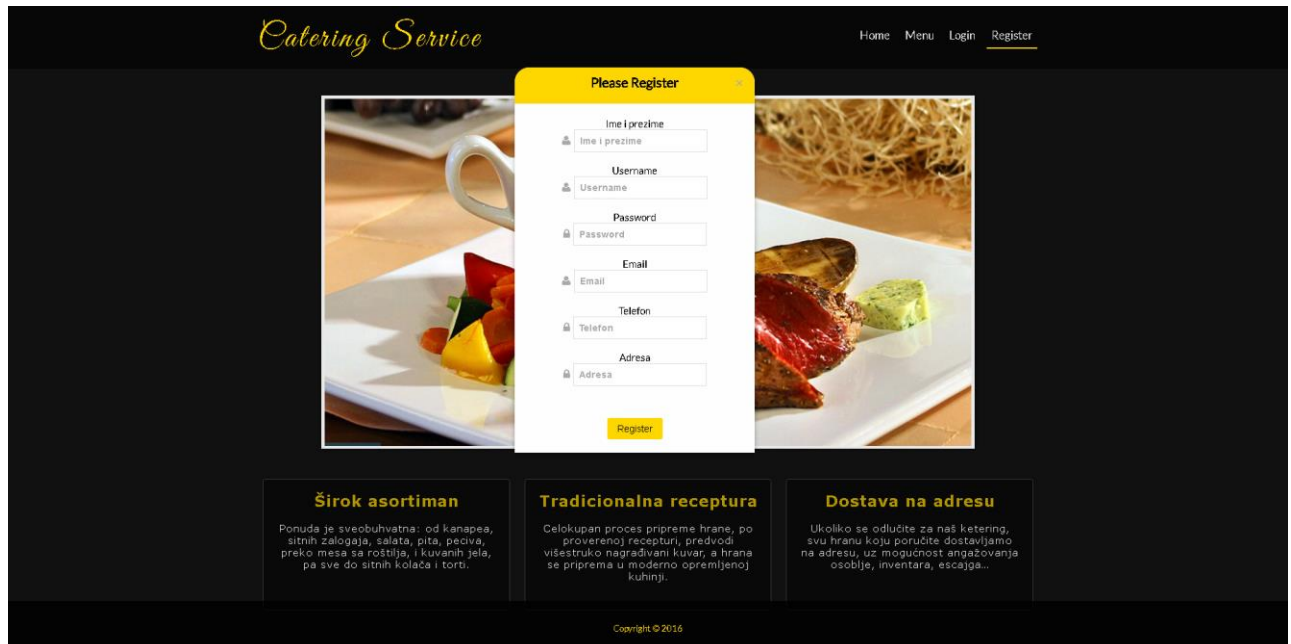 Catering Service
Home Menu Login Register
Please Register ×
Ime i prezime
Ime i prezime
Username
Username
Password
Password
Email
Email
Telefon
Telefon
Adresa
Adresa
Register
Širok asortiman
Ponuda je sveobuhvatna: od kanapea,
sitnih zalogaja, salata, pita, peciva,
preko mesa sa roštilja, i kuvanih jela,
pa sve do sitnih kolača i torti.
Tradicionalna receptura
Celokupan proces pripreme hrane, po
proverenoj recepturi, predvodi
višestruko nagrađivani kuvar, a hrana
se priprema u moderno opremljenoj
kuhinji.
Dostava na adresu
Ukoliko se odlučite za naš ketering,
svu hranu koju poručite dostavljamo
na adresu, uz mogućnost angažovanja
osoblje, inventara, escajga...
Copyright © 2016